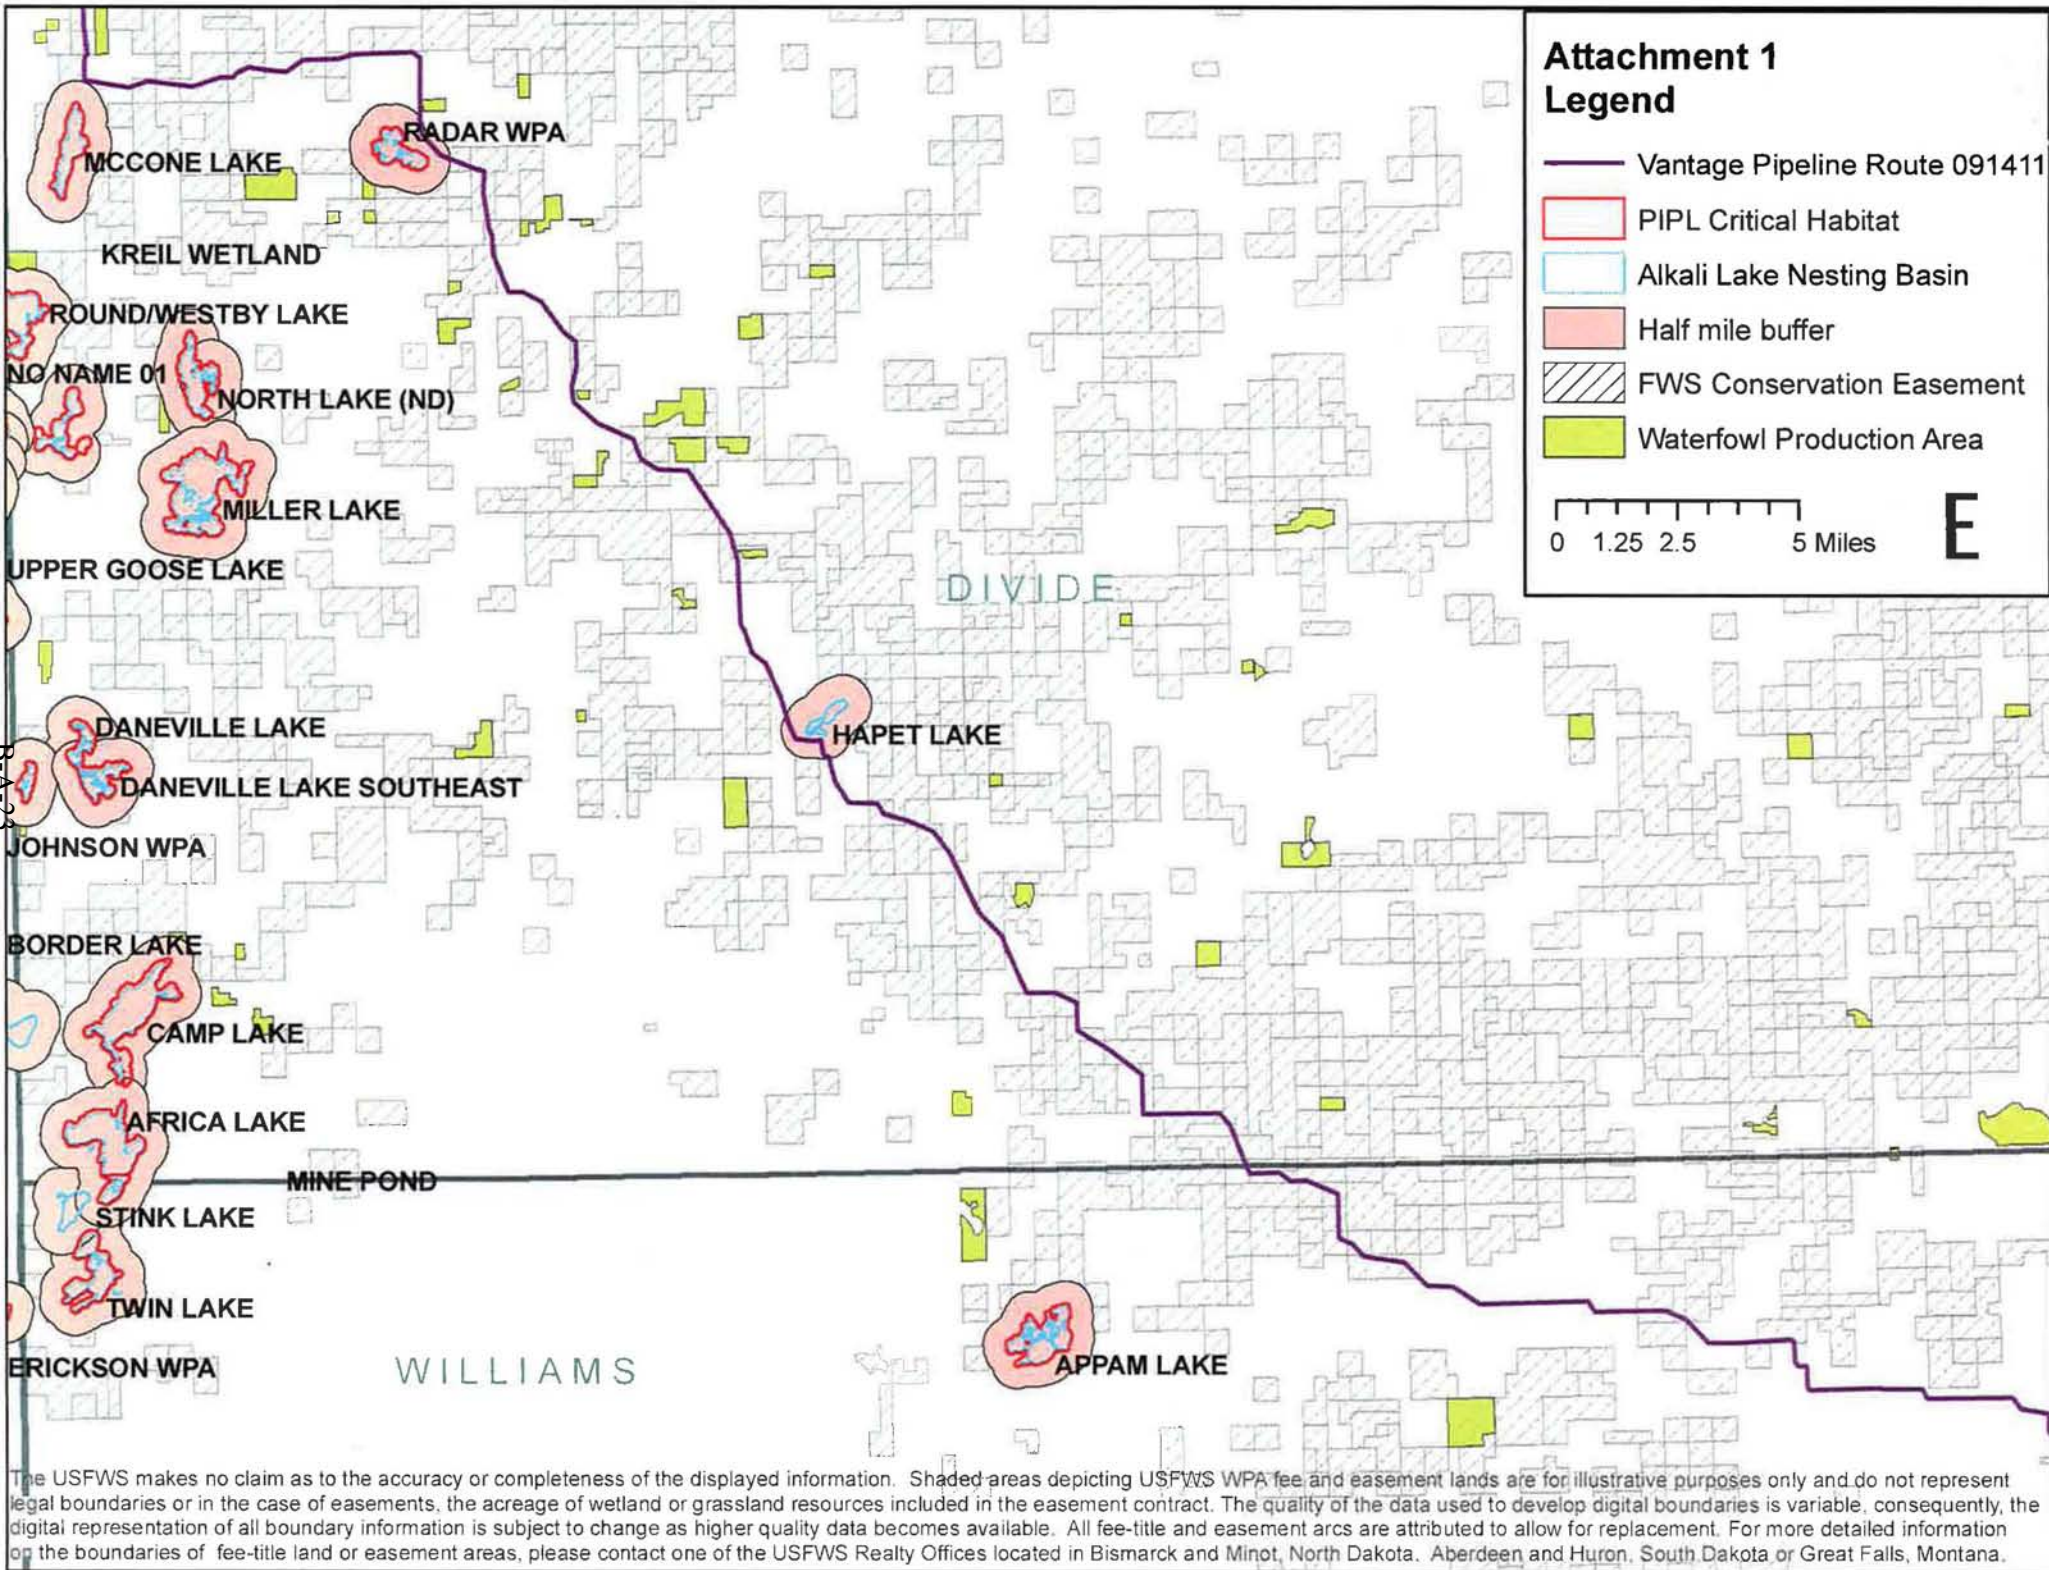 Attachment 1
Legend
Vantage Pipeline Route 091411
PIPL Critical Habitat
Alkali Lake Nesting Basin
Half mile buffer
FWS Conservation Easement
Waterfowl Production Area
0 1.25 2.5 5 Miles
E
RADAR WPA
MCCONE LAKE
KREIL WETLAND
ROUND/WESTBY LAKE
NO NAME 01
NORTH LAKE (ND)
MILLER LAKE
UPPER GOOSE LAKE
DIVIDE
DANEVILLE LAKE
HAPET LAKE
DANEVILLE LAKE SOUTHEAST
B-A-23
JOHNSON WPA
BORDER LAKE
CAMP LAKE
AFRICA LAKE
MINE POND
STINK LAKE
TWIN LAKE
ERICKSON WPA
WILLIAMS
APPAM LAKE
The USFWS makes no claim as to the accuracy or completeness of the displayed information. Shaded areas depicting USFWS WPA fee and easement lands are for illustrative purposes only and do not represent
legal boundaries or in the case of easements, the acreage of wetland or grassland resources included in the easement contract. The quality of the data used to develop digital boundaries is variable, consequently, the
digital representation of all boundary information is subject to change as higher quality data becomes available. All fee-title and easement arcs are attributed to allow for replacement. For more detailed information
on the boundaries of fee-title land or easement areas, please contact one of the USFWS Realty Offices located in Bismarck and Minot, North Dakota. Aberdeen and Huron, South Dakota or Great Falls, Montana.